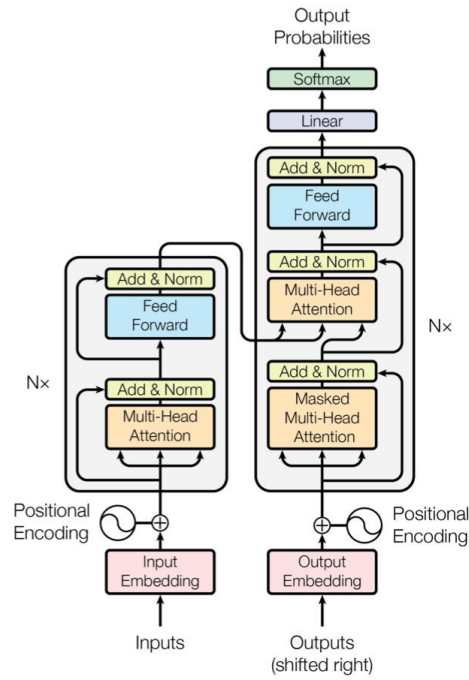 Output
Probabilities
Softmax
Linear
Add & Norm
Feed
Forward
Add & Norm
Multi-Head
Attention
Add & Norm
Masked
Multi-Head
Attention
N×
Add & Norm
Feed
Forward
Add & Norm
Multi-Head
Attention
N×
Positional
Encoding
Positional
Encoding
Input
Embedding
Output
Embedding
Inputs
Outputs
(shifted right)